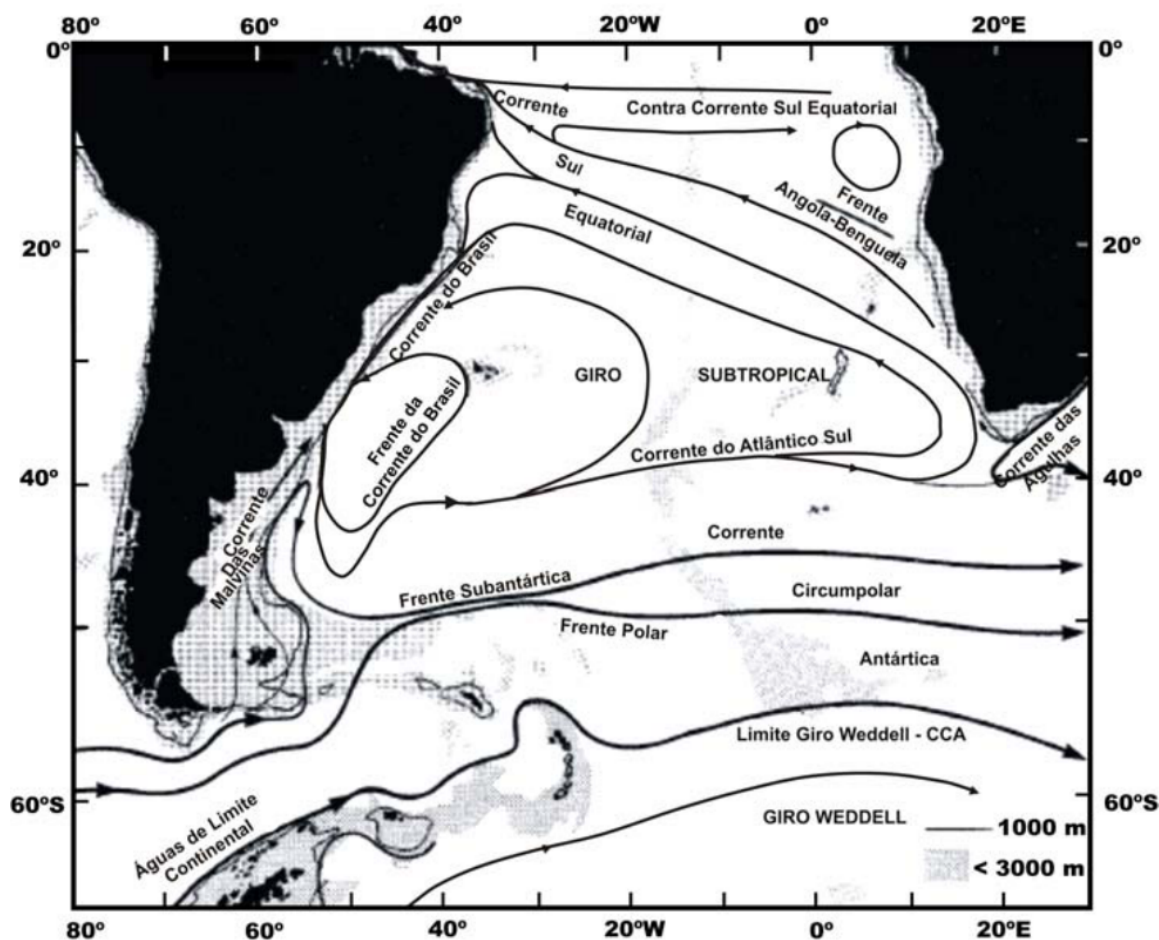 80º 60º 40º 20ºW 0º 20ºE
0º 0º
Corrente
Contra Corrente Sul Equatorial
Sul
Frente
Angola-Benguela
Equatorial
20º 20º
Corrente do Brasil
GIRO SUBTROPICAL
Frente da
Corrente do Brasil
Corrente do Atlântico Sul
Corrente das
Agulhas
40º 40º
Corrente
Das
Malvinas
Corrente
Frente Subantártica
Circumpolar
Frente Polar
Antártica
Limite Giro Weddell - CCA
60ºS 60ºS
Águas de Limite
Continental
GIRO WEDDELL
1000 m
< 3000 m
80º 60º 40º 20ºW 0º 20ºE